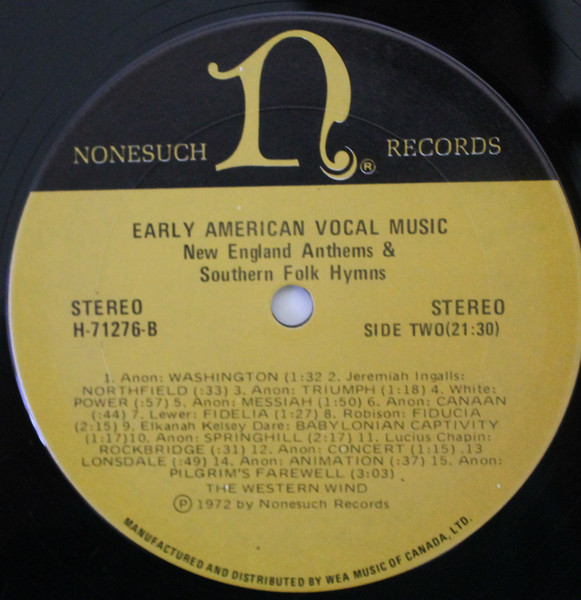 n
NONESUCH ® RECORDS
EARLY AMERICAN VOCAL MUSIC
New England Anthems &
Southern Folk Hymns
STEREO STEREO
H-71276-B SIDE TWO(21:30)
1. Anon: WASHINGTON (1:32 2. Jeremiah Ingalls:
NORTHFIELD (:33) 3. Anon: TRIUMPH (1:18) 4. White:
POWER (:57) 5. Anon: MESSIAH (1:50) 6. Anon: CANAAN
(:44) 7. Lewer: FIDELIA (1:27) 8. Robison: FIDUCIA
(2:15) 9. Elkanah Kelsey Dare: BABYLONIAN CAPTIVITY
(1:17)10. Anon: SPRINGHILL (2:17) 11. Lucius Chapin:
ROCKBRIDGE (:31) 12. Anon: CONCERT (1:15) .13
LONSDALE (:49) 14. Anon: ANIMATION (:37) 15. Anon:
PILGRIM'S FAREWELL (3:03)
THE WESTERN WIND
℗ 1972 by Nonesuch Records
MANUFACTURED AND DISTRIBUTED BY WEA MUSIC OF CANADA, LTD.